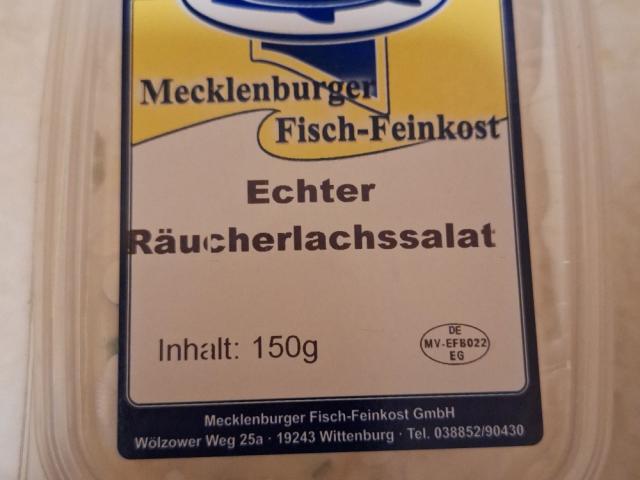 Mecklenburger
Fisch-Feinkost
Echter
Räucherlachssalat
Inhalt: 150g
DE
MV-EFB022
EG
Mecklenburger Fisch-Feinkost GmbH
Wölzower Weg 25a · 19243 Wittenburg · Tel. 038852/90430